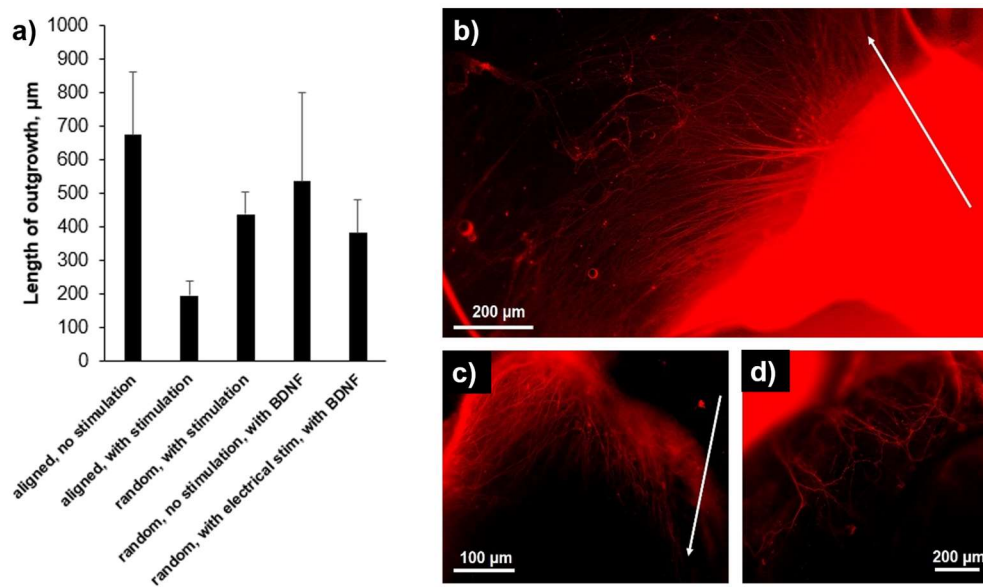 a)
1000
900
800
700
600
500
400
300
200
100
0
Length of outgrowth, µm
aligned, no stimulation
aligned, with stimulation
random, with stimulation
random, no stimulation, with BDNF
random, with electrical stim, with BDNF
b)
200 µm
c)
100 µm
d)
200 µm